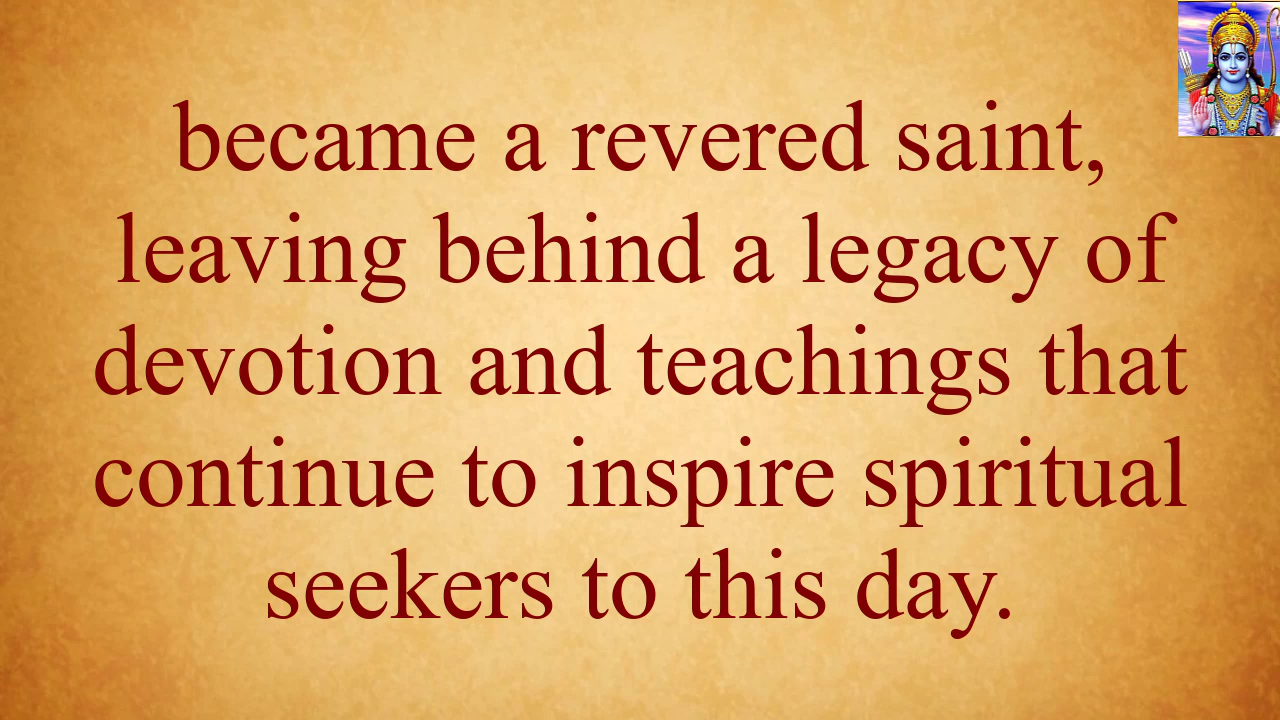 became a revered saint,
leaving behind a legacy of
devotion and teachings that
continue to inspire spiritual
seekers to this day.